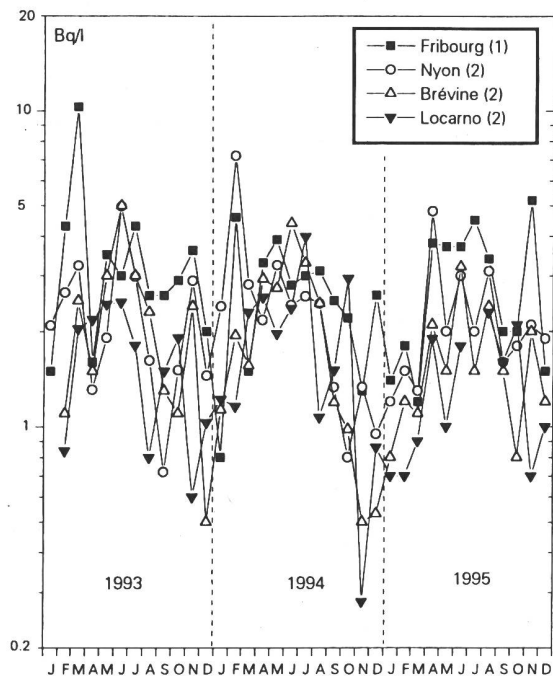 20
Bq/l
Fribourg (1)
Nyon (2)
Brévine (2)
Locarno (2)
10
5
1
1993
1994
1995
0.2
J F M A M J J A S O N D J F M A M J J A S O N D J F M A M J J A S O N D